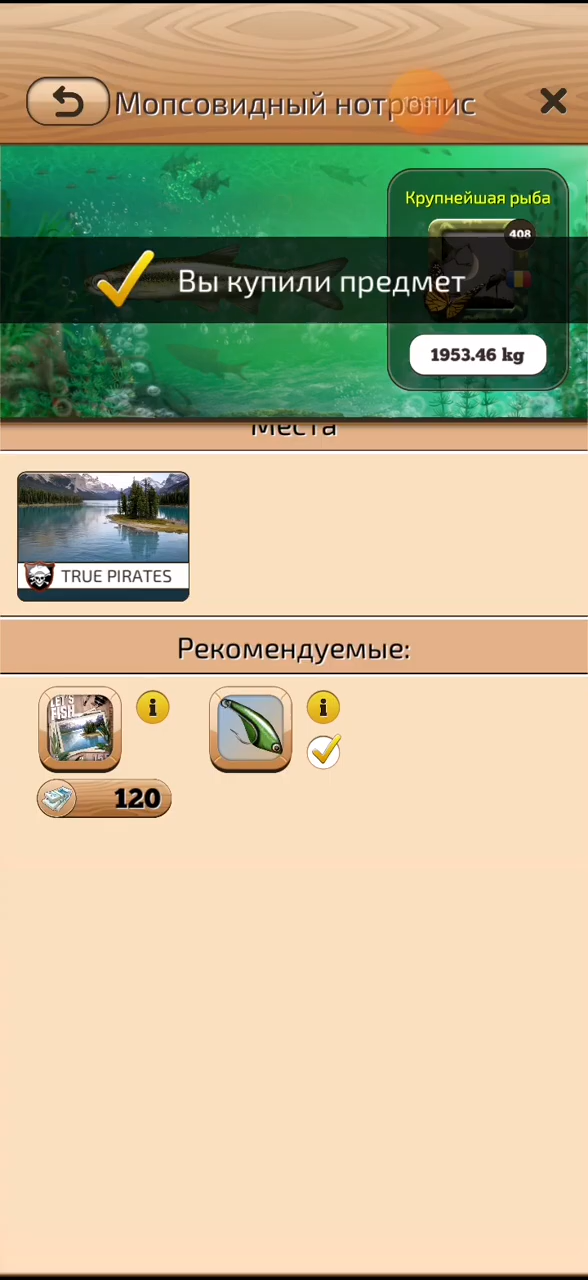 Мопсовидный нотропис
Крупнейшая рыба
408
Вы купили предмет
1953.46 kg
Места
TRUE PIRATES
Рекомендуемые:
LET'S
FISH
120